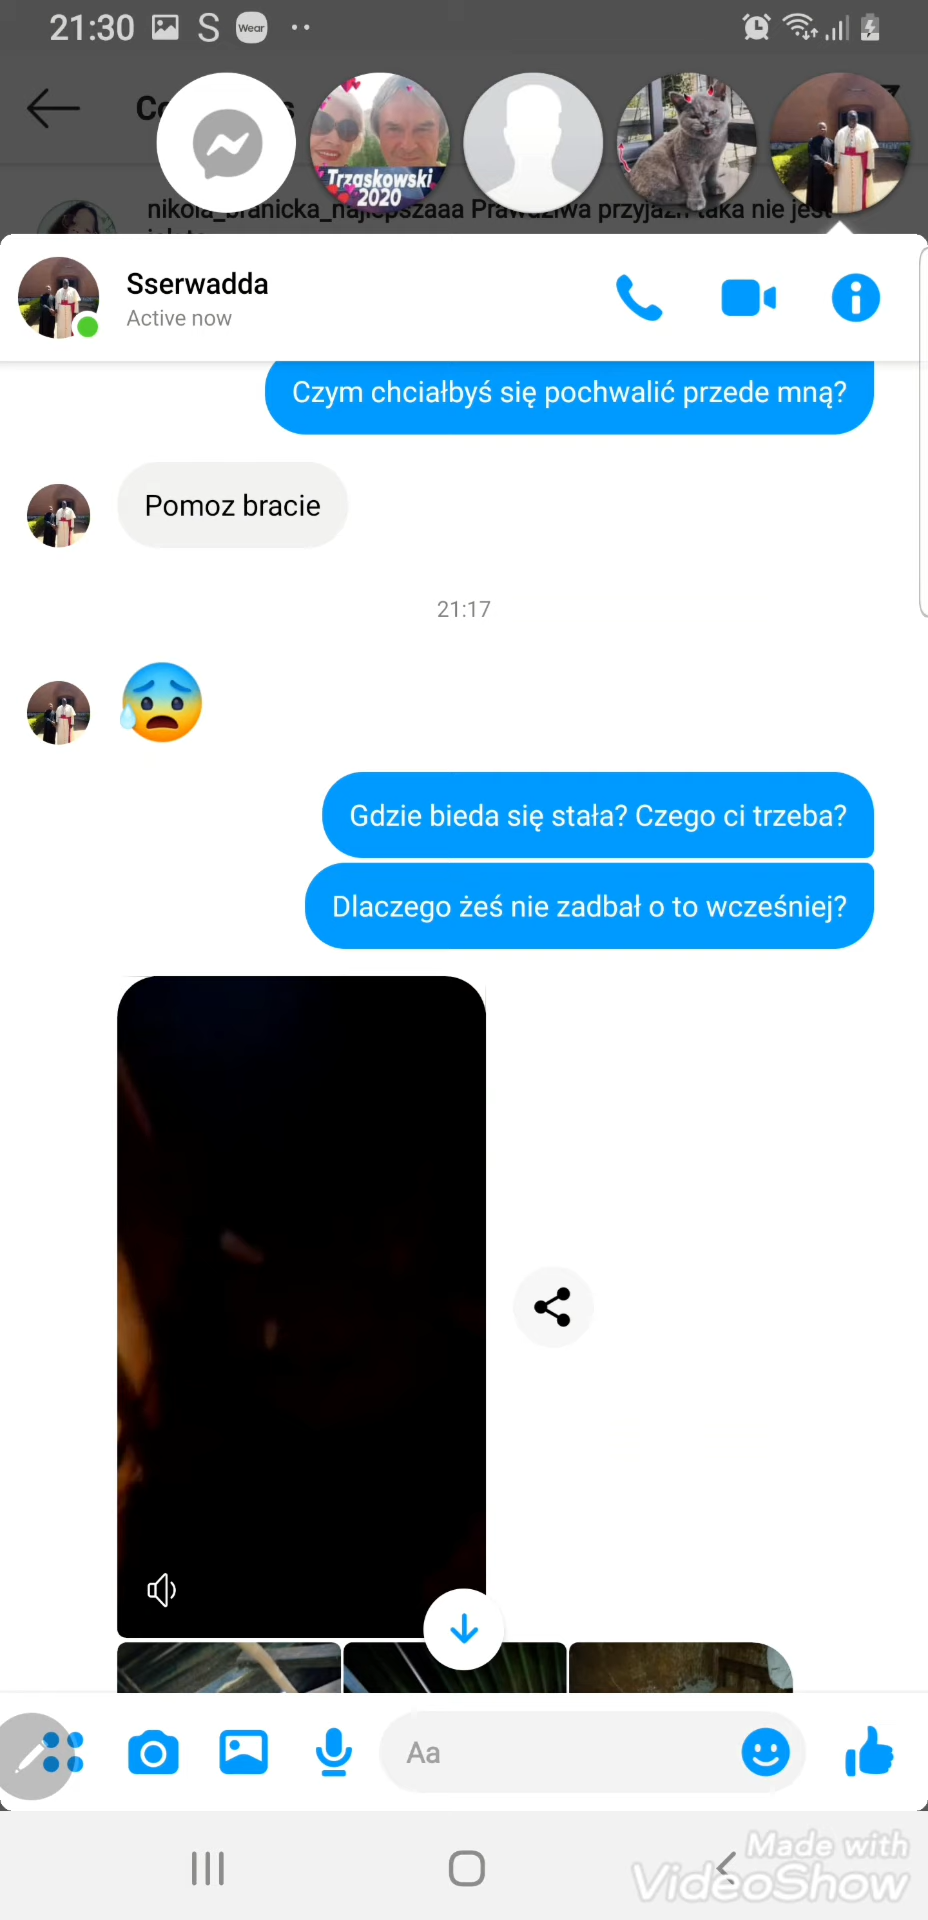 21:30 S Wear
Trzaskowski
2020
nikola_branicka_najlepszaaa Prawdziwa przyjaźń taka nie jest
Sserwadda
Active now
Czym chciałbyś się pochwalić przede mną?
Pomoz bracie
21:17
Gdzie bieda się stała? Czego ci trzeba?
Dlaczego żeś nie zadbał o to wcześniej?
Aa
Made with
VideoShow